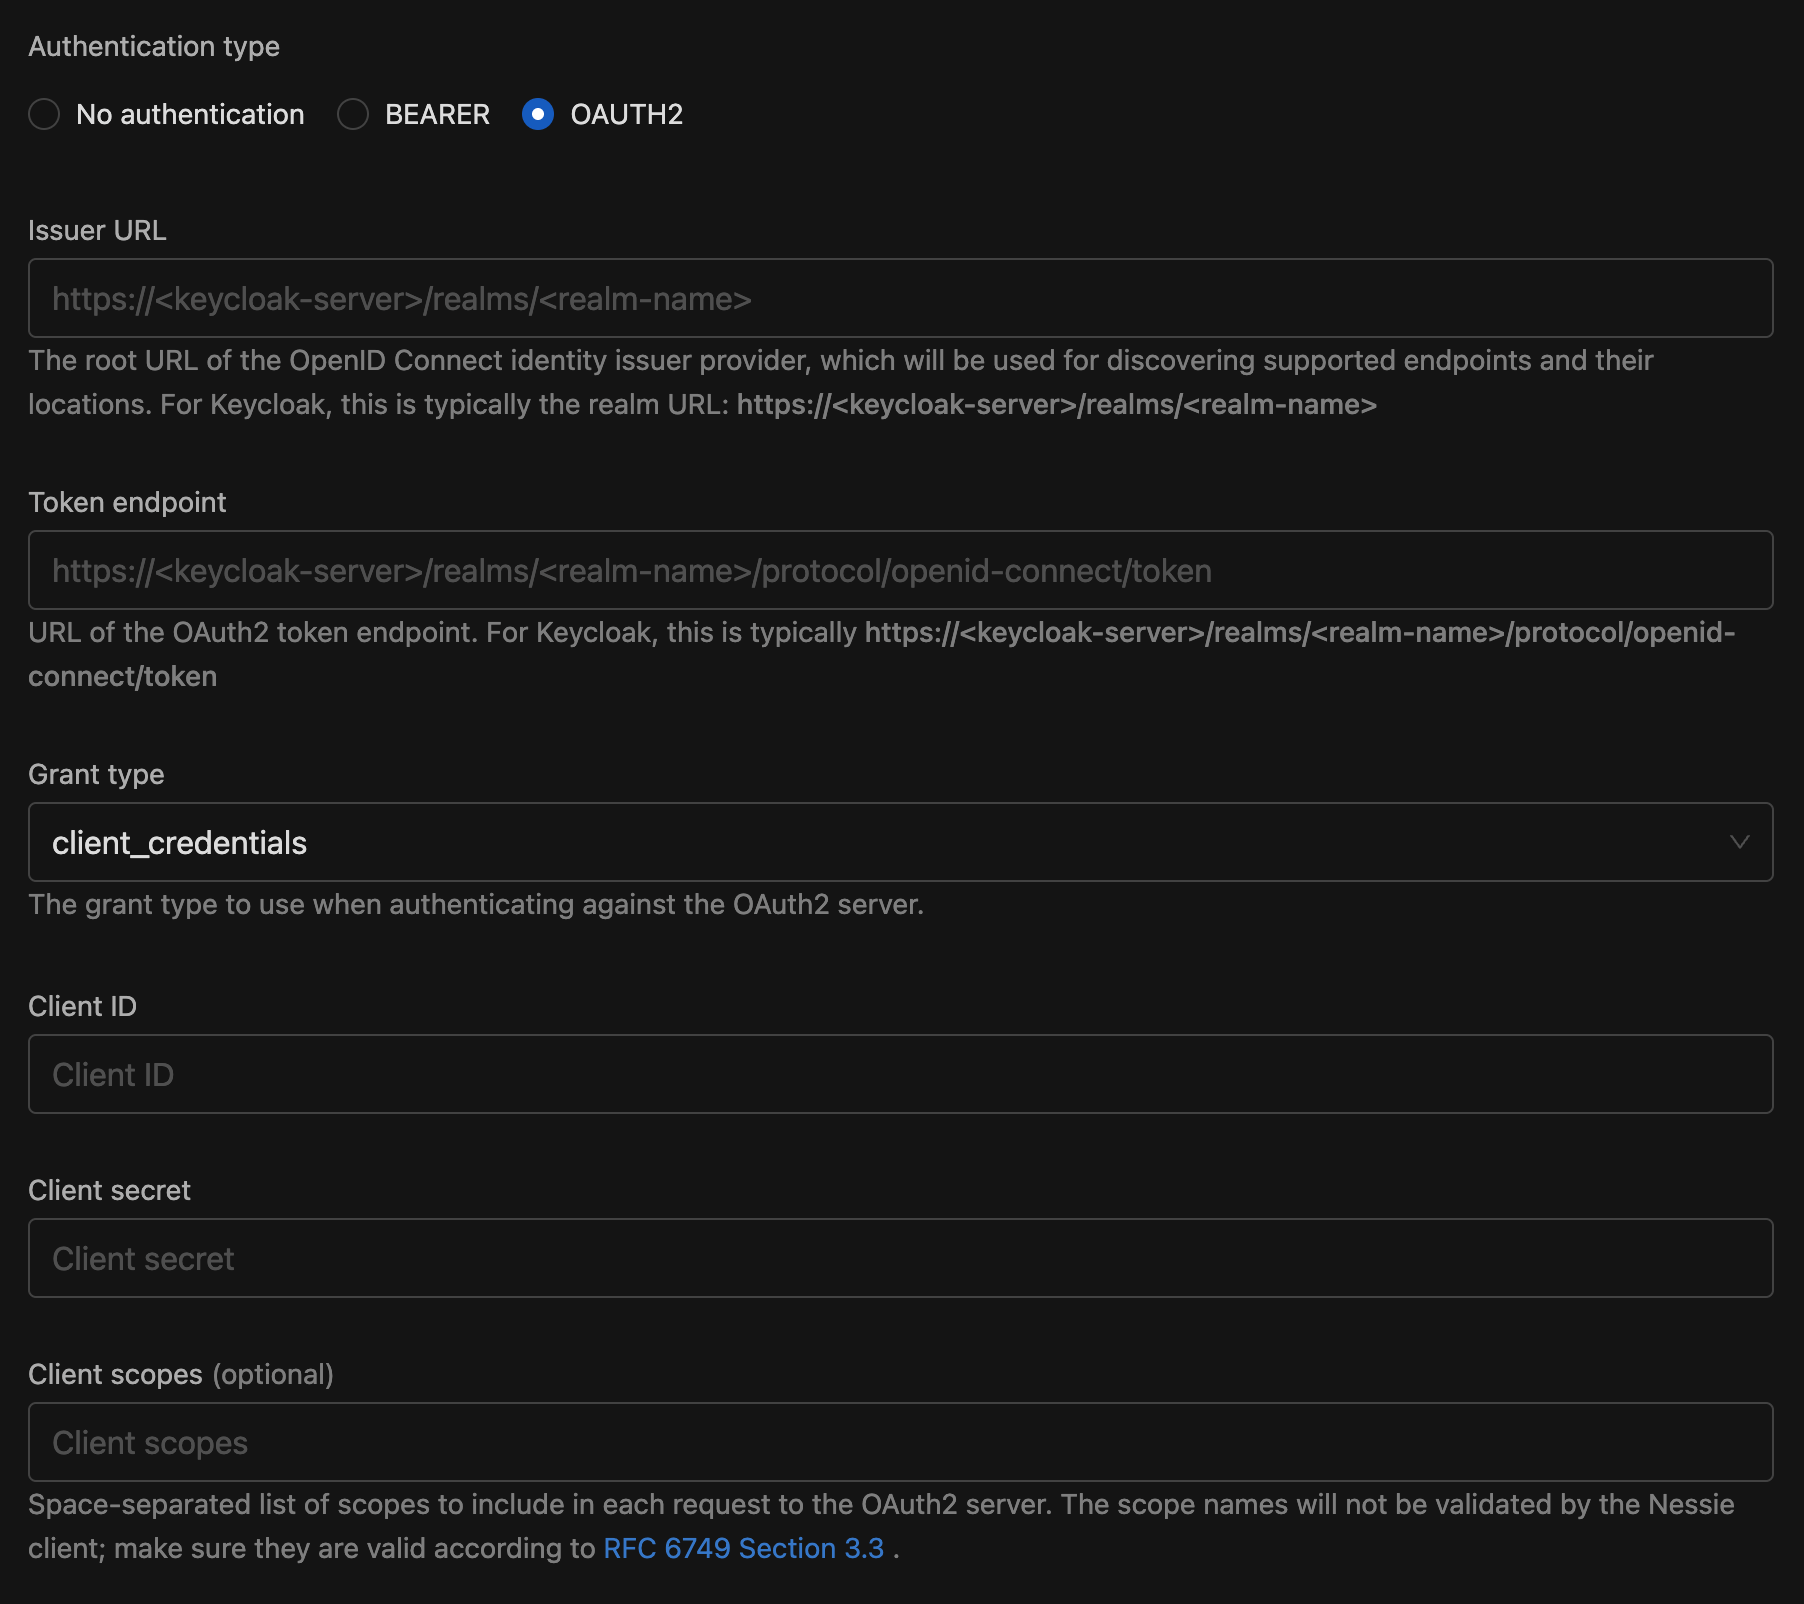 Authentication type
No authentication BEARER OAUTH2
Issuer URL
https://<keycloak-server>/realms/<realm-name>
The root URL of the OpenID Connect identity issuer provider, which will be used for discovering supported endpoints and their
locations. For Keycloak, this is typically the realm URL: https://<keycloak-server>/realms/<realm-name>
Token endpoint
https://<keycloak-server>/realms/<realm-name>/protocol/openid-connect/token
URL of the OAuth2 token endpoint. For Keycloak, this is typically https://<keycloak-server>/realms/<realm-name>/protocol/openid-
connect/token
Grant type
client_credentials
The grant type to use when authenticating against the OAuth2 server.
Client ID
Client ID
Client secret
Client secret
Client scopes (optional)
Client scopes
Space-separated list of scopes to include in each request to the OAuth2 server. The scope names will not be validated by the Nessie
client; make sure they are valid according to RFC 6749 Section 3.3 .